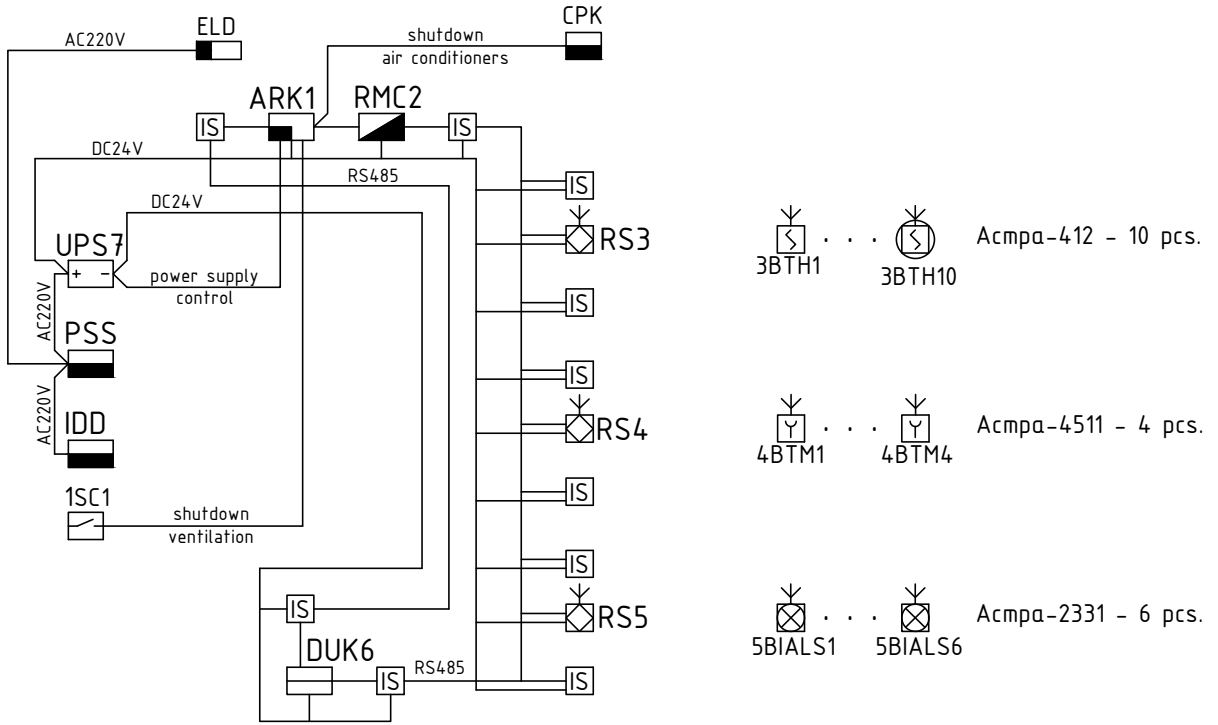 ELD
CPK
AC220V
shutdown
air conditioners
ARK1
RMC2
IS
IS
DC24V
RS485
IS
DC24V
RS3
UPS7
+ -
power supply
control
3BTH1
. . .
3BTH10
Астра-412 - 10 pcs.
IS
AC220V
PSS
IS
AC220V
IDD
RS4
4BTM1
. . .
4BTM4
Астра-4511 - 4 pcs.
1SC1
IS
shutdown
ventilation
IS
IS
RS5
5BIALS1
. . .
5BIALS6
Астра-2331 - 6 pcs.
DUK6
RS485
IS
IS